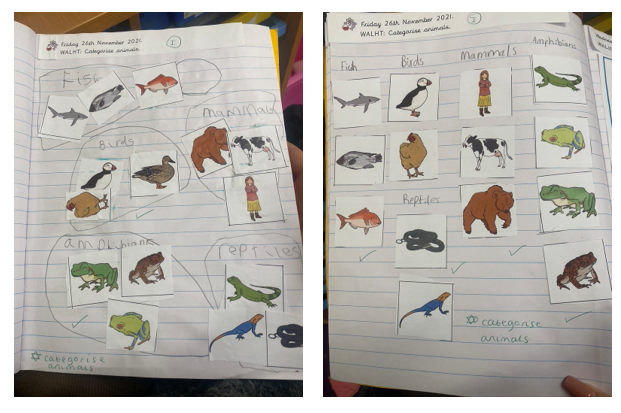 I
Friday 26th November 2021.
WALHT: Categorise animals.
Fish
mammals
Birds
amphibians
reptiles
categorise
animals
I
Friday 26th November 2021.
WALHT: Categorise animals.
Fish
Birds
Mammals
Amphibians
Reptiles
categorise
animals